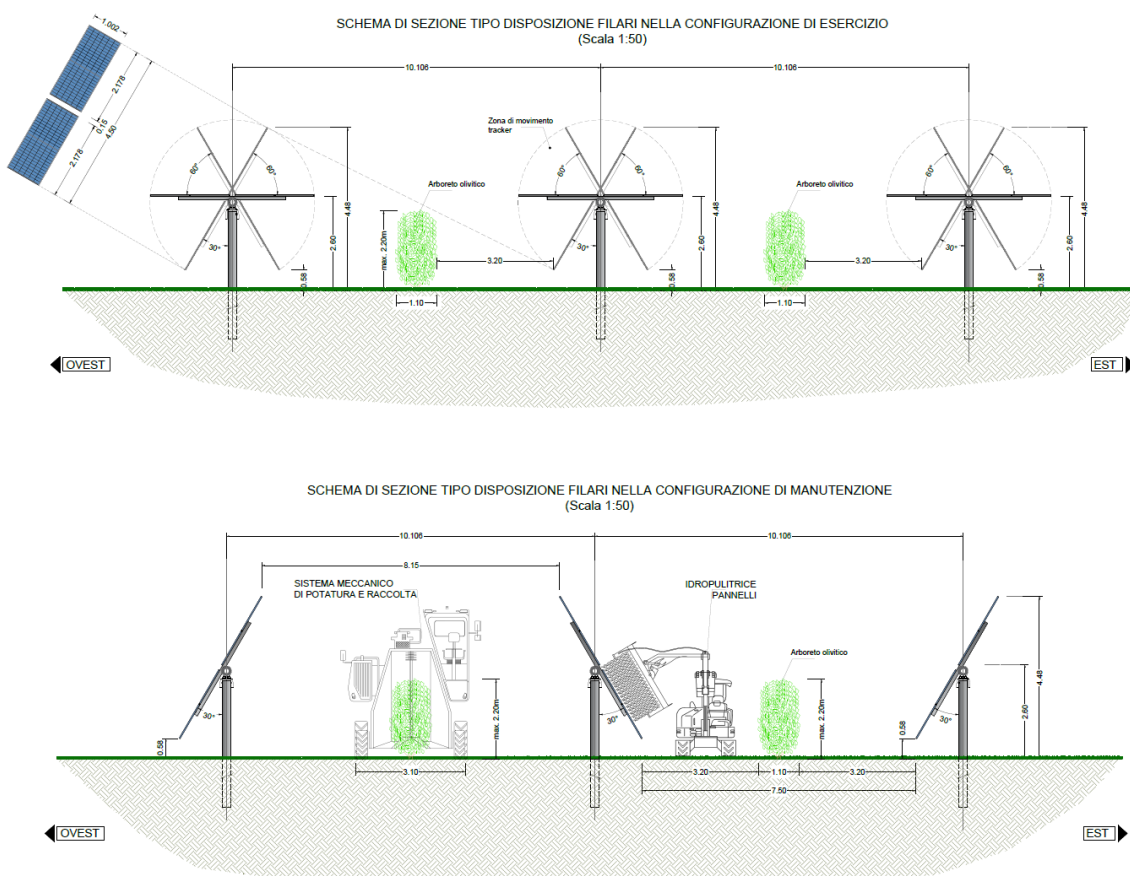 SCHEMA DI SEZIONE TIPO DISPOSIZIONE FILARI NELLA CONFIGURAZIONE DI ESERCIZIO
(Scala 1:50)
1.002
2.178
0.15
4.50
2.178
10.106
10.106
Zona di movimento
tracker
60°
60°
60°
60°
60°
60°
Arboreto olivitico
Arboreto olivitico
4.48
4.48
4.48
2.60
2.60
2.60
max. 2.20m
30°
30°
30°
3.20
3.20
0.58
0.58
0.58
1.10
1.10
OVEST
EST
SCHEMA DI SEZIONE TIPO DISPOSIZIONE FILARI NELLA CONFIGURAZIONE DI MANUTENZIONE
(Scala 1:50)
10.106
10.106
8.15
SISTEMA MECCANICO
DI POTATURA E RACCOLTA
IDROPULITRICE
PANNELLI
Arboreto olivitico
4.48
2.60
max. 2.20m
max. 2.20m
30°
30°
30°
0.58
0.58
3.10
3.20
1.10
3.20
7.50
OVEST
EST